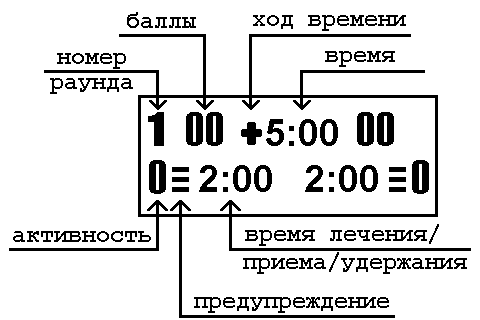 баллы
ход времени
номер
раунда
время
1 00 +5:00 00
0≡ 2:00 2:00 ≡0
активность
время лечения/
приема/удержания
предупреждение